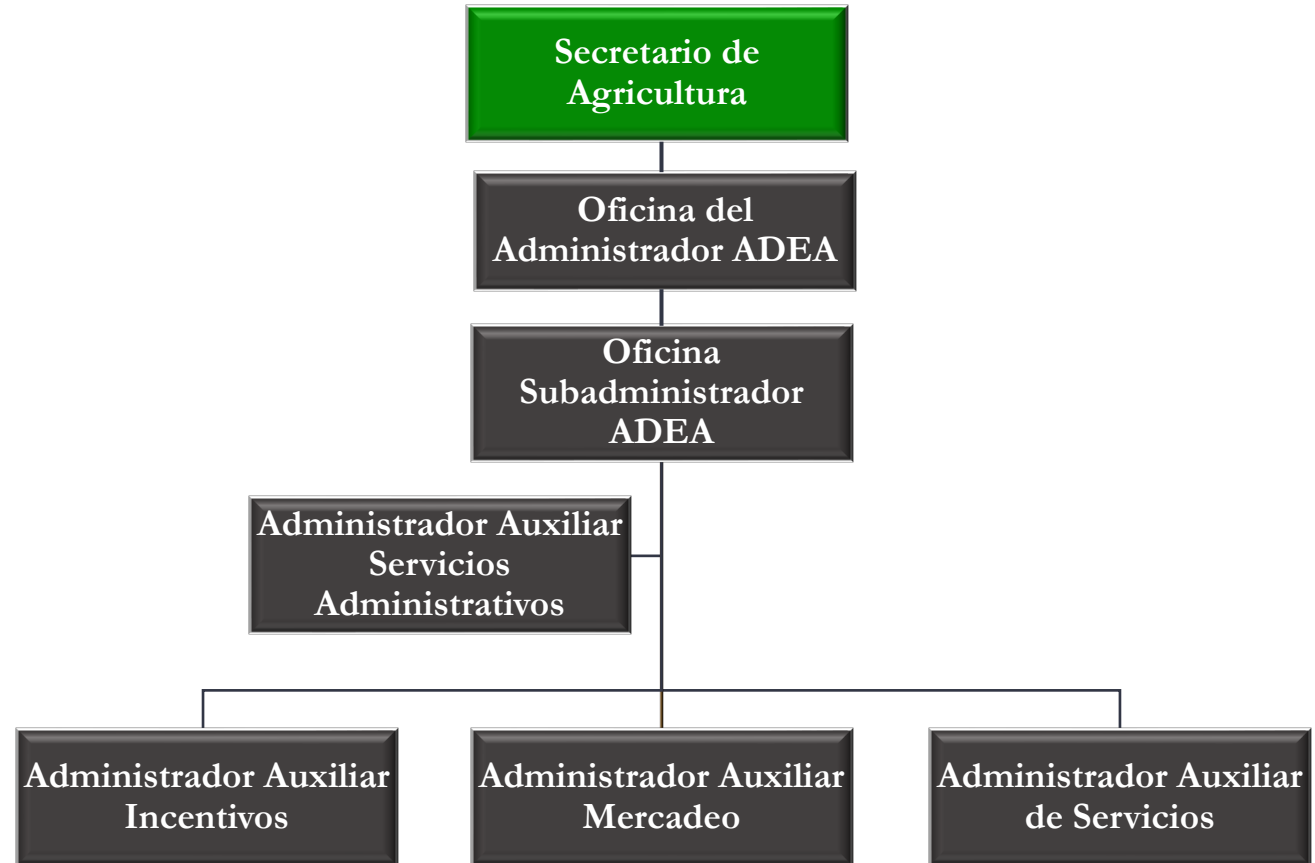 Secretario de
Agricultura
Oficina del
Administrador ADEA
Oficina
Subadministrador
ADEA
Administrador Auxiliar
Servicios
Administrativos
Administrador Auxiliar
Incentivos
Administrador Auxiliar
Mercadeo
Administrador Auxiliar
de Servicios